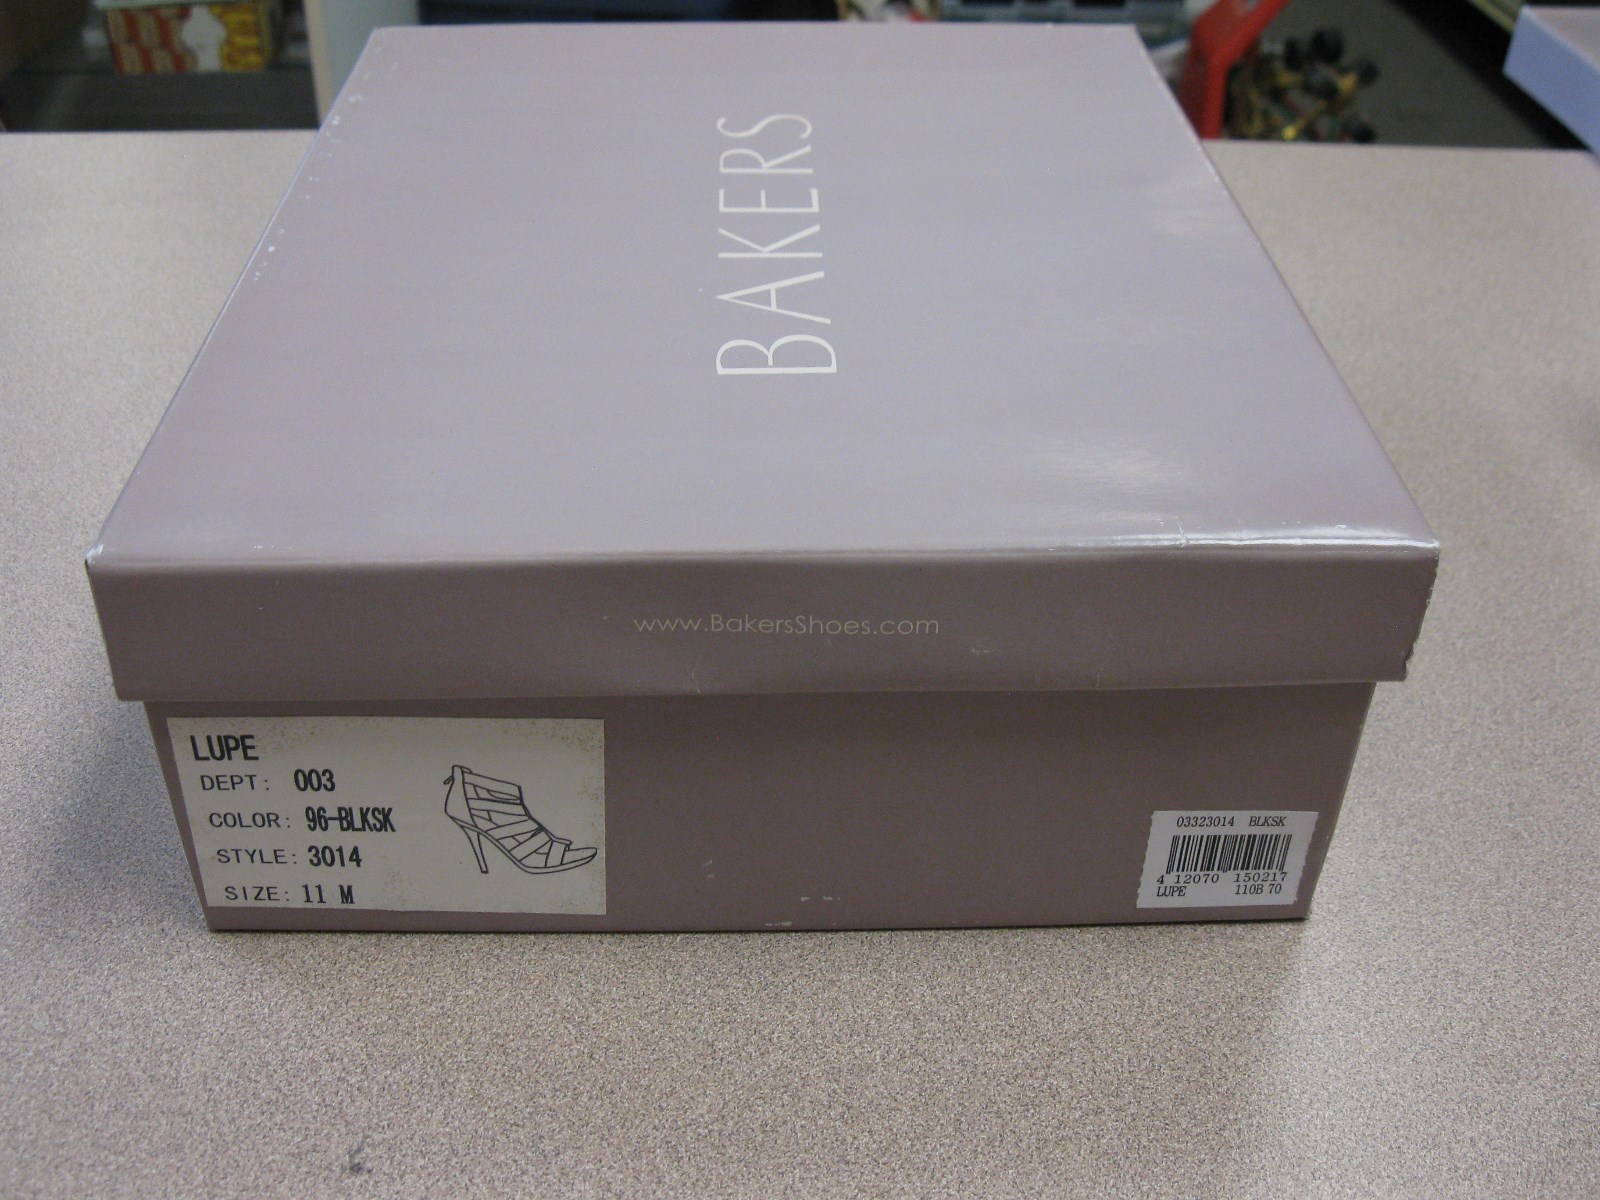 BAKERS
www.BakersShoes.com
LUPE
DEPT: 003
COLOR: 96-BLKSK
STYLE: 3014
SIZE: 11 M
03323014 BLKSK
4 12070 150217
LUPE 110B 70